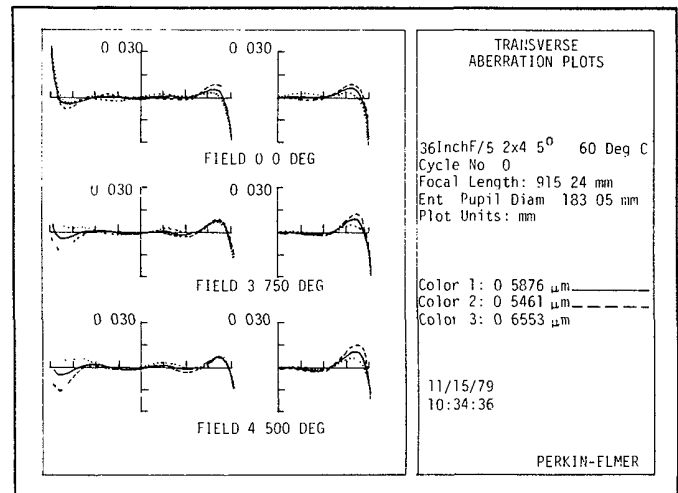 0 030 0 030
FIELD 0 0 DEG
0 030 0 030
FIELD 3 750 DEG
0 030 0 030
FIELD 4 500 DEG
TRANSVERSE
ABERRATION PLOTS
36InchF/5 2x4 5⁰ 60 Deg C
Cycle No 0
Focal Length: 915 24 mm
Ent Pupil Diam 183 05 mm
Plot Units: mm
Color 1: 0 5876 μm
Color 2: 0 5461 μm
Color 3: 0 6553 μm
11/15/79
10:34:36
PERKIN-ELMER